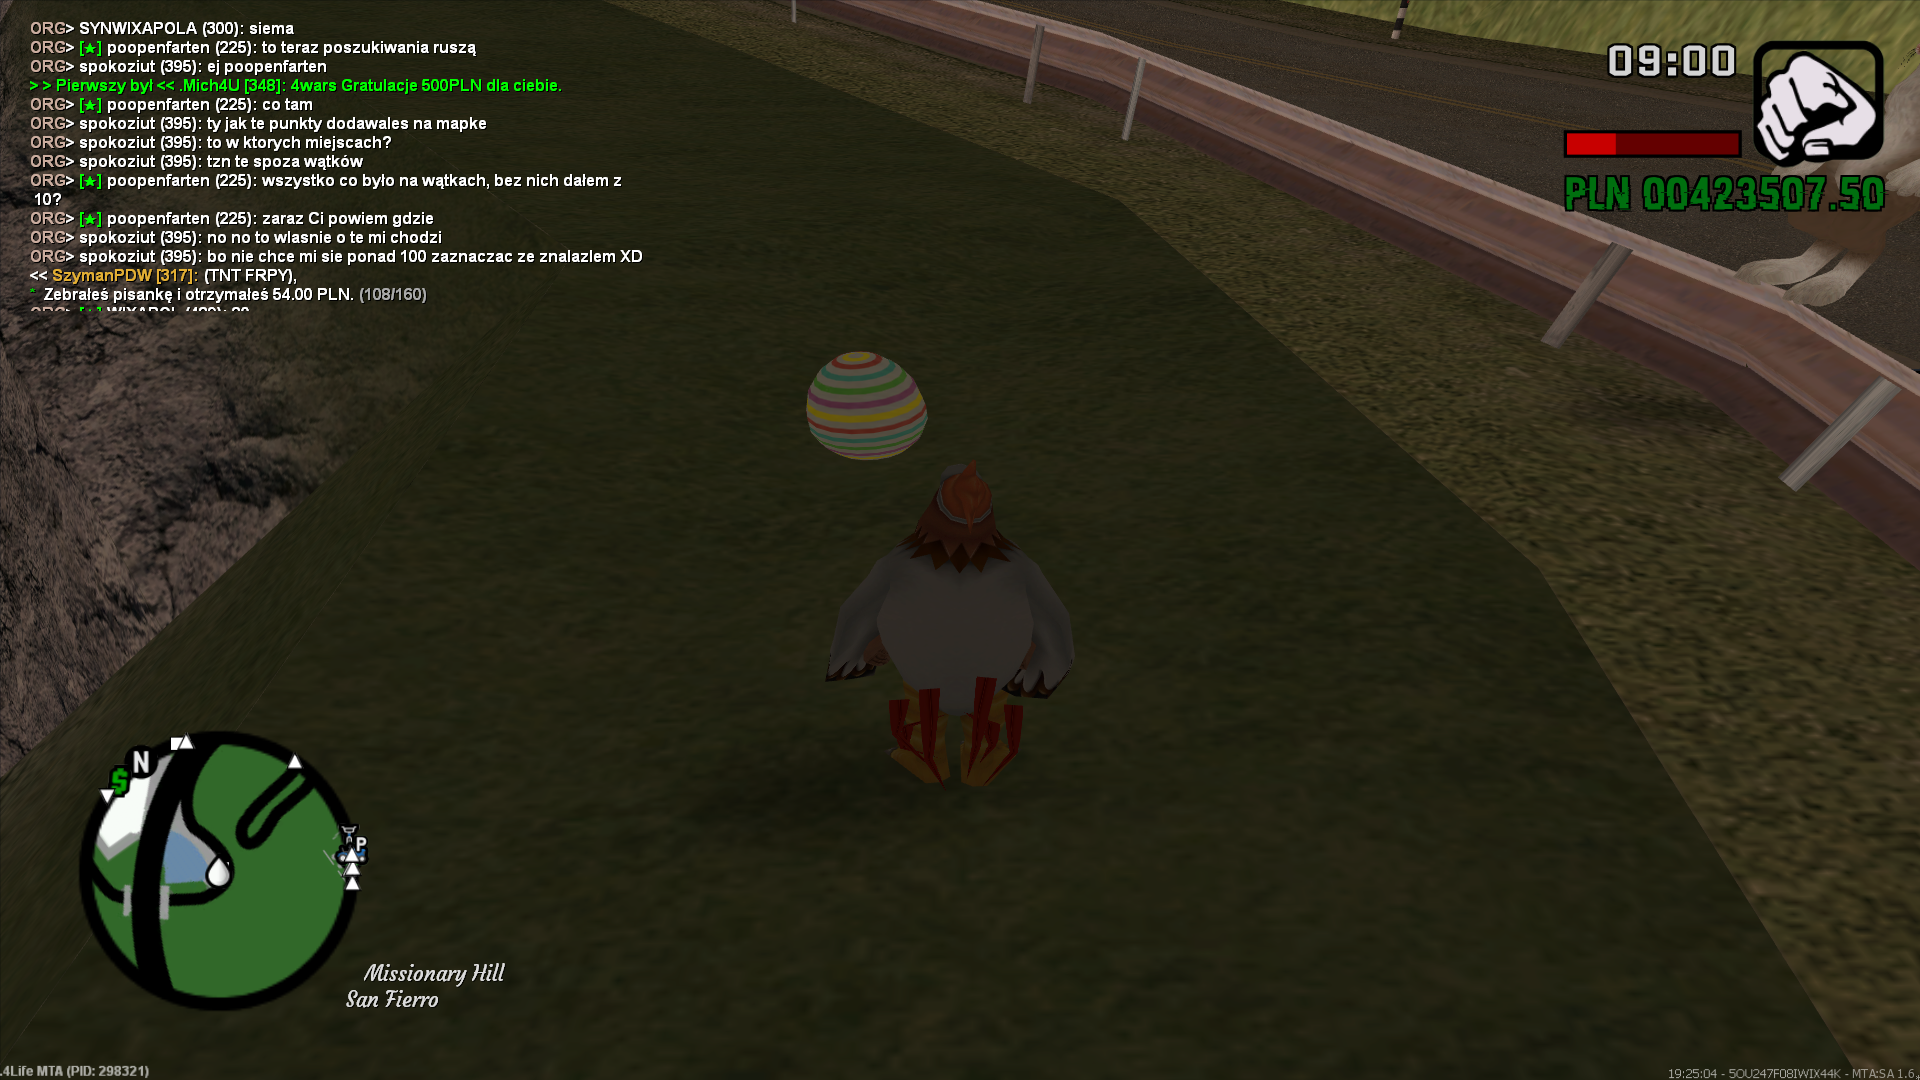 ORG> SYNWIXAPOLA (300): siema
ORG> [★] poopenfarten (225): to teraz poszukiwania ruszą
ORG> spokoziut (395): ej poopenfarten
> > Pierwszy był << .Mich4U [348]: 4wars Gratulacje 500PLN dla ciebie.
ORG> [★] poopenfarten (225): co tam
ORG> spokoziut (395): ty jak te punkty dodawales na mapke
ORG> spokoziut (395): to w ktorych miejscach?
ORG> spokoziut (395): tzn te spoza wątków
ORG> [★] poopenfarten (225): wszystko co było na wątkach, bez nich dałem z
10?
ORG> [★] poopenfarten (225): zaraz Ci powiem gdzie
ORG> spokoziut (395): no no to wlasnie o te mi chodzi
ORG> spokoziut (395): bo nie chce mi sie ponad 100 zaznaczac ze znalazlem XD
<< SzymanPDW [317]: (TNT FRPY),
* Zebrałeś pisankę i otrzymałeś 54.00 PLN. (108/160)
09:00
PLN 00423507.50
N
$
P
Missionary Hill
San Fierro
.4Life MTA (PID: 298321)
19:25:04 - 5OU247F08IWIX44K - MTA:SA 1.6